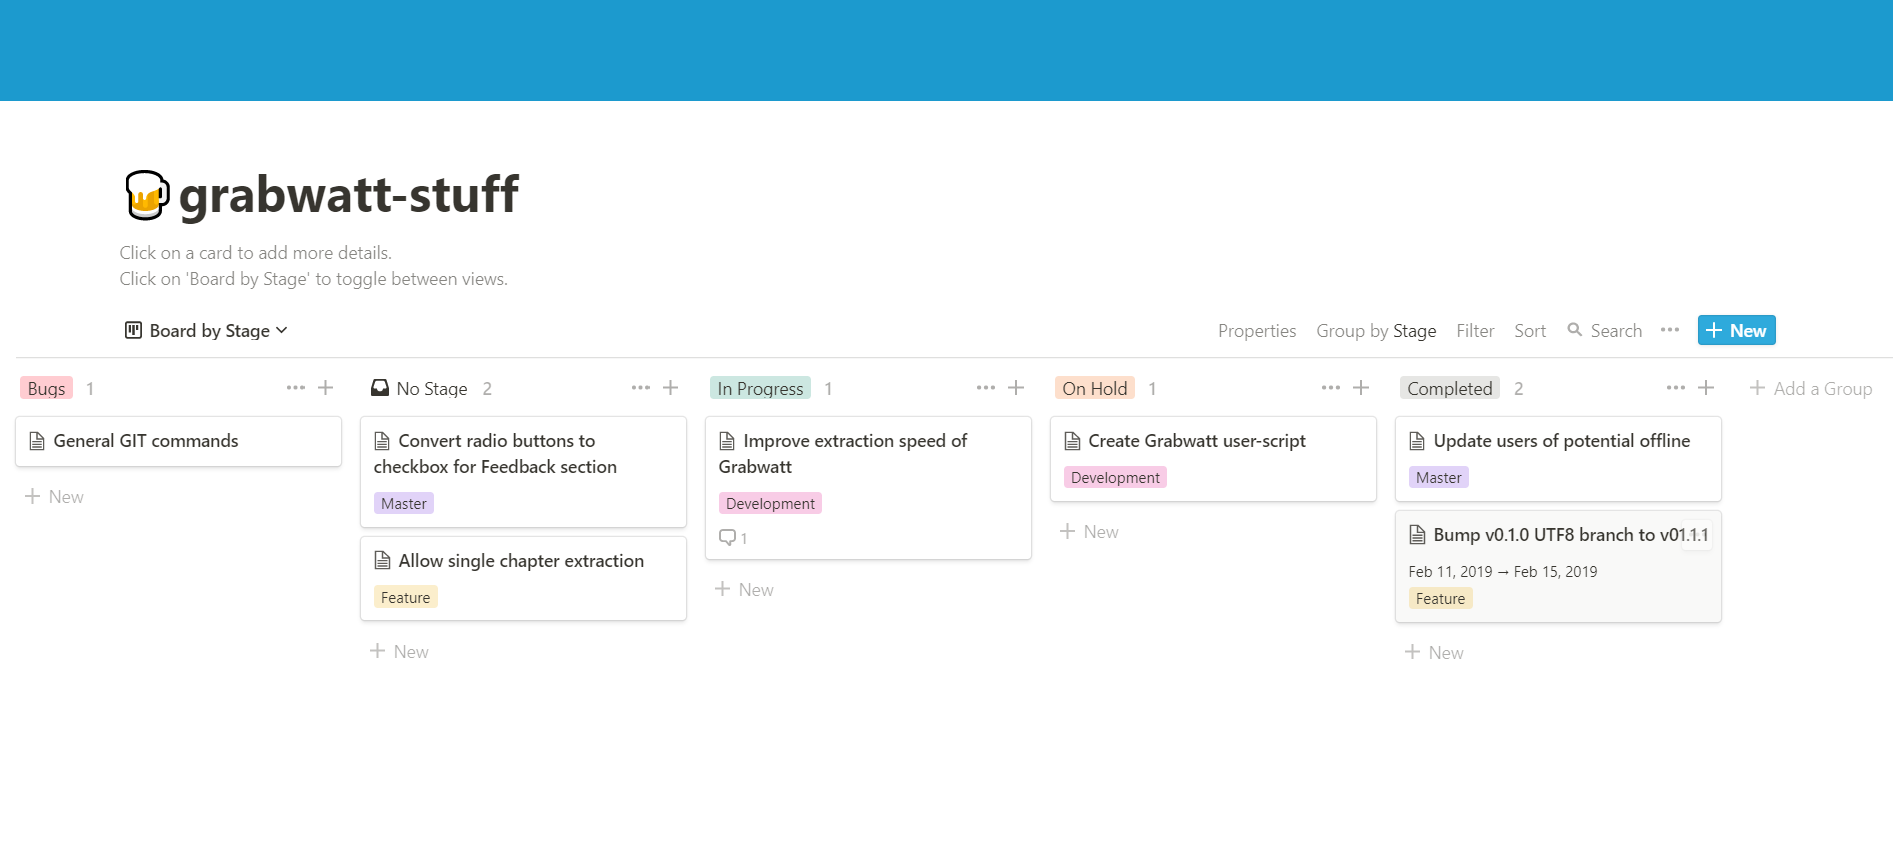 grabwatt-stuff
Click on a card to add more details.
Click on 'Board by Stage' to toggle between views.
Board by Stage
Properties Group by Stage Filter Sort Search New
Bugs 1
General GIT commands
New
No Stage 2
Convert radio buttons to
checkbox for Feedback section
Master
Allow single chapter extraction
Feature
New
In Progress 1
Improve extraction speed of
Grabwatt
Development
1
New
On Hold 1
Create Grabwatt user-script
Development
New
Completed 2
Update users of potential offline
Master
Bump v0.1.0 UTF8 branch to
Feb 11, 2019 → Feb 15, 2019
Feature
New
Add a Group